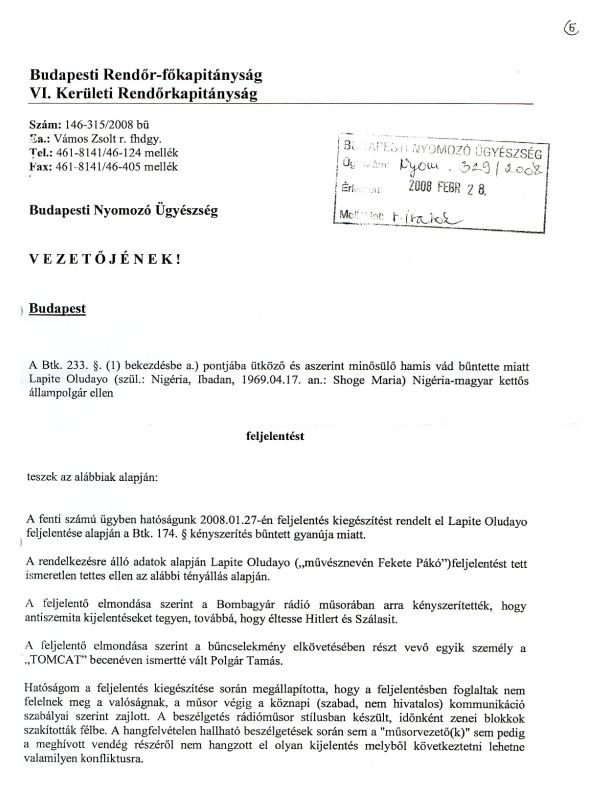 5
Budapesti Rendőr-főkapitányság
VI. Kerületi Rendőrkapitányság
Szám: 146-315/2008 bü
Ea.: Vámos Zsolt r. fhdgy.
Tel.: 461-8141/46-124 mellék
Fax: 461-8141/46-405 mellék
BUDAPESTI NYOMOZÓ ÜGYÉSZSÉG
Ügyszám: Nyom. 329/2008
Érkezett: 2008 FEBR 28.
Melléklet: iratok
Budapesti Nyomozó Ügyészség
V E Z E T Ő J É N E K !
Budapest
A Btk. 233. §. (1) bekezdésbe a.) pontjába ütköző és aszerint minősülő hamis vád bűntette miatt
Lapite Oludayo (szül.: Nigéria, Ibadan, 1969.04.17. an.: Shoge Maria) Nigéria-magyar kettős
állampolgár ellen
feljelentést
teszek az alábbiak alapján:
A fenti számú ügyben hatóságunk 2008.01.27-én feljelentés kiegészítést rendelt el Lapite Oludayo
feljelentése alapján a Btk. 174. § kényszerítés bűntett gyanúja miatt.
A rendelkezésre álló adatok alapján Lapite Oludayo („művésznevén Fekete Pákó”)feljelentést tett
ismeretlen tettes ellen az alábbi tényállás alapján.
A feljelentő elmondása szerint a Bombagyár rádió műsorában arra kényszerítették, hogy
antiszemita kijelentéseket tegyen, továbbá, hogy éltesse Hitlert és Szálasit.
A feljelentő elmondása szerint a bűncselekmény elkövetésében részt vevő egyik személy a
„TOMCAT” becenéven ismertté vált Polgár Tamás.
Hatóságom a feljelentés kiegészítése során megállapította, hogy a feljelentésben foglaltak nem
felelnek meg a valóságnak, a műsor végig a köznapi (szabad, nem hivatalos) kommunikáció
szabályai szerint zajlott. A beszélgetés rádióműsor stílusban készült, időnként zenei blokkok
szakították félbe. A hangfelvételen hallható beszélgetések során sem a "műsorvezető(k)" sem pedig
a meghívott vendég részéről nem hangzott el olyan kijelentés melyből következtetni lehetne
valamilyen konfliktusra.